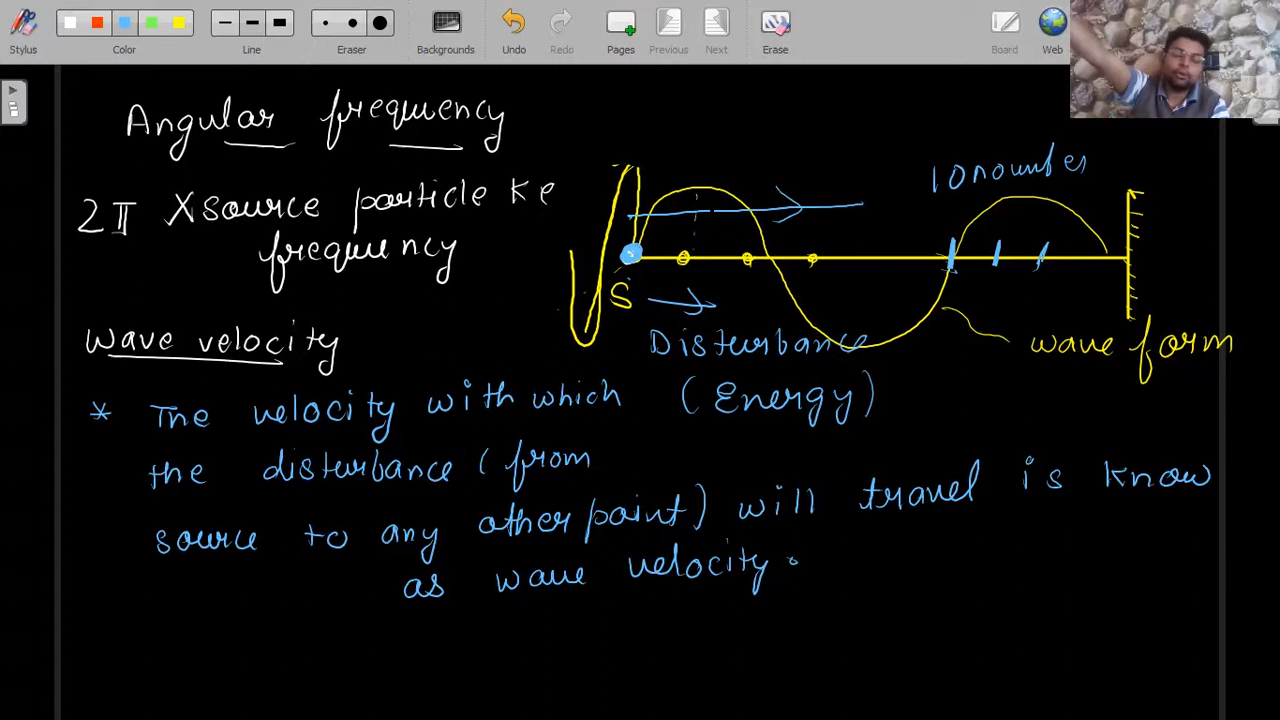 Stylus
Color
Line
Eraser
Backgrounds
Undo
Redo
Pages
Previous
Next
Erase
Board
Web
Angular frequency
2π X source particle ke
frequency
10 number
S
Disturbance
(Energy)
wave form
Wave velocity
* The velocity with which
the disturbance (from
source to any other point) will travel is know
as wave velocity.